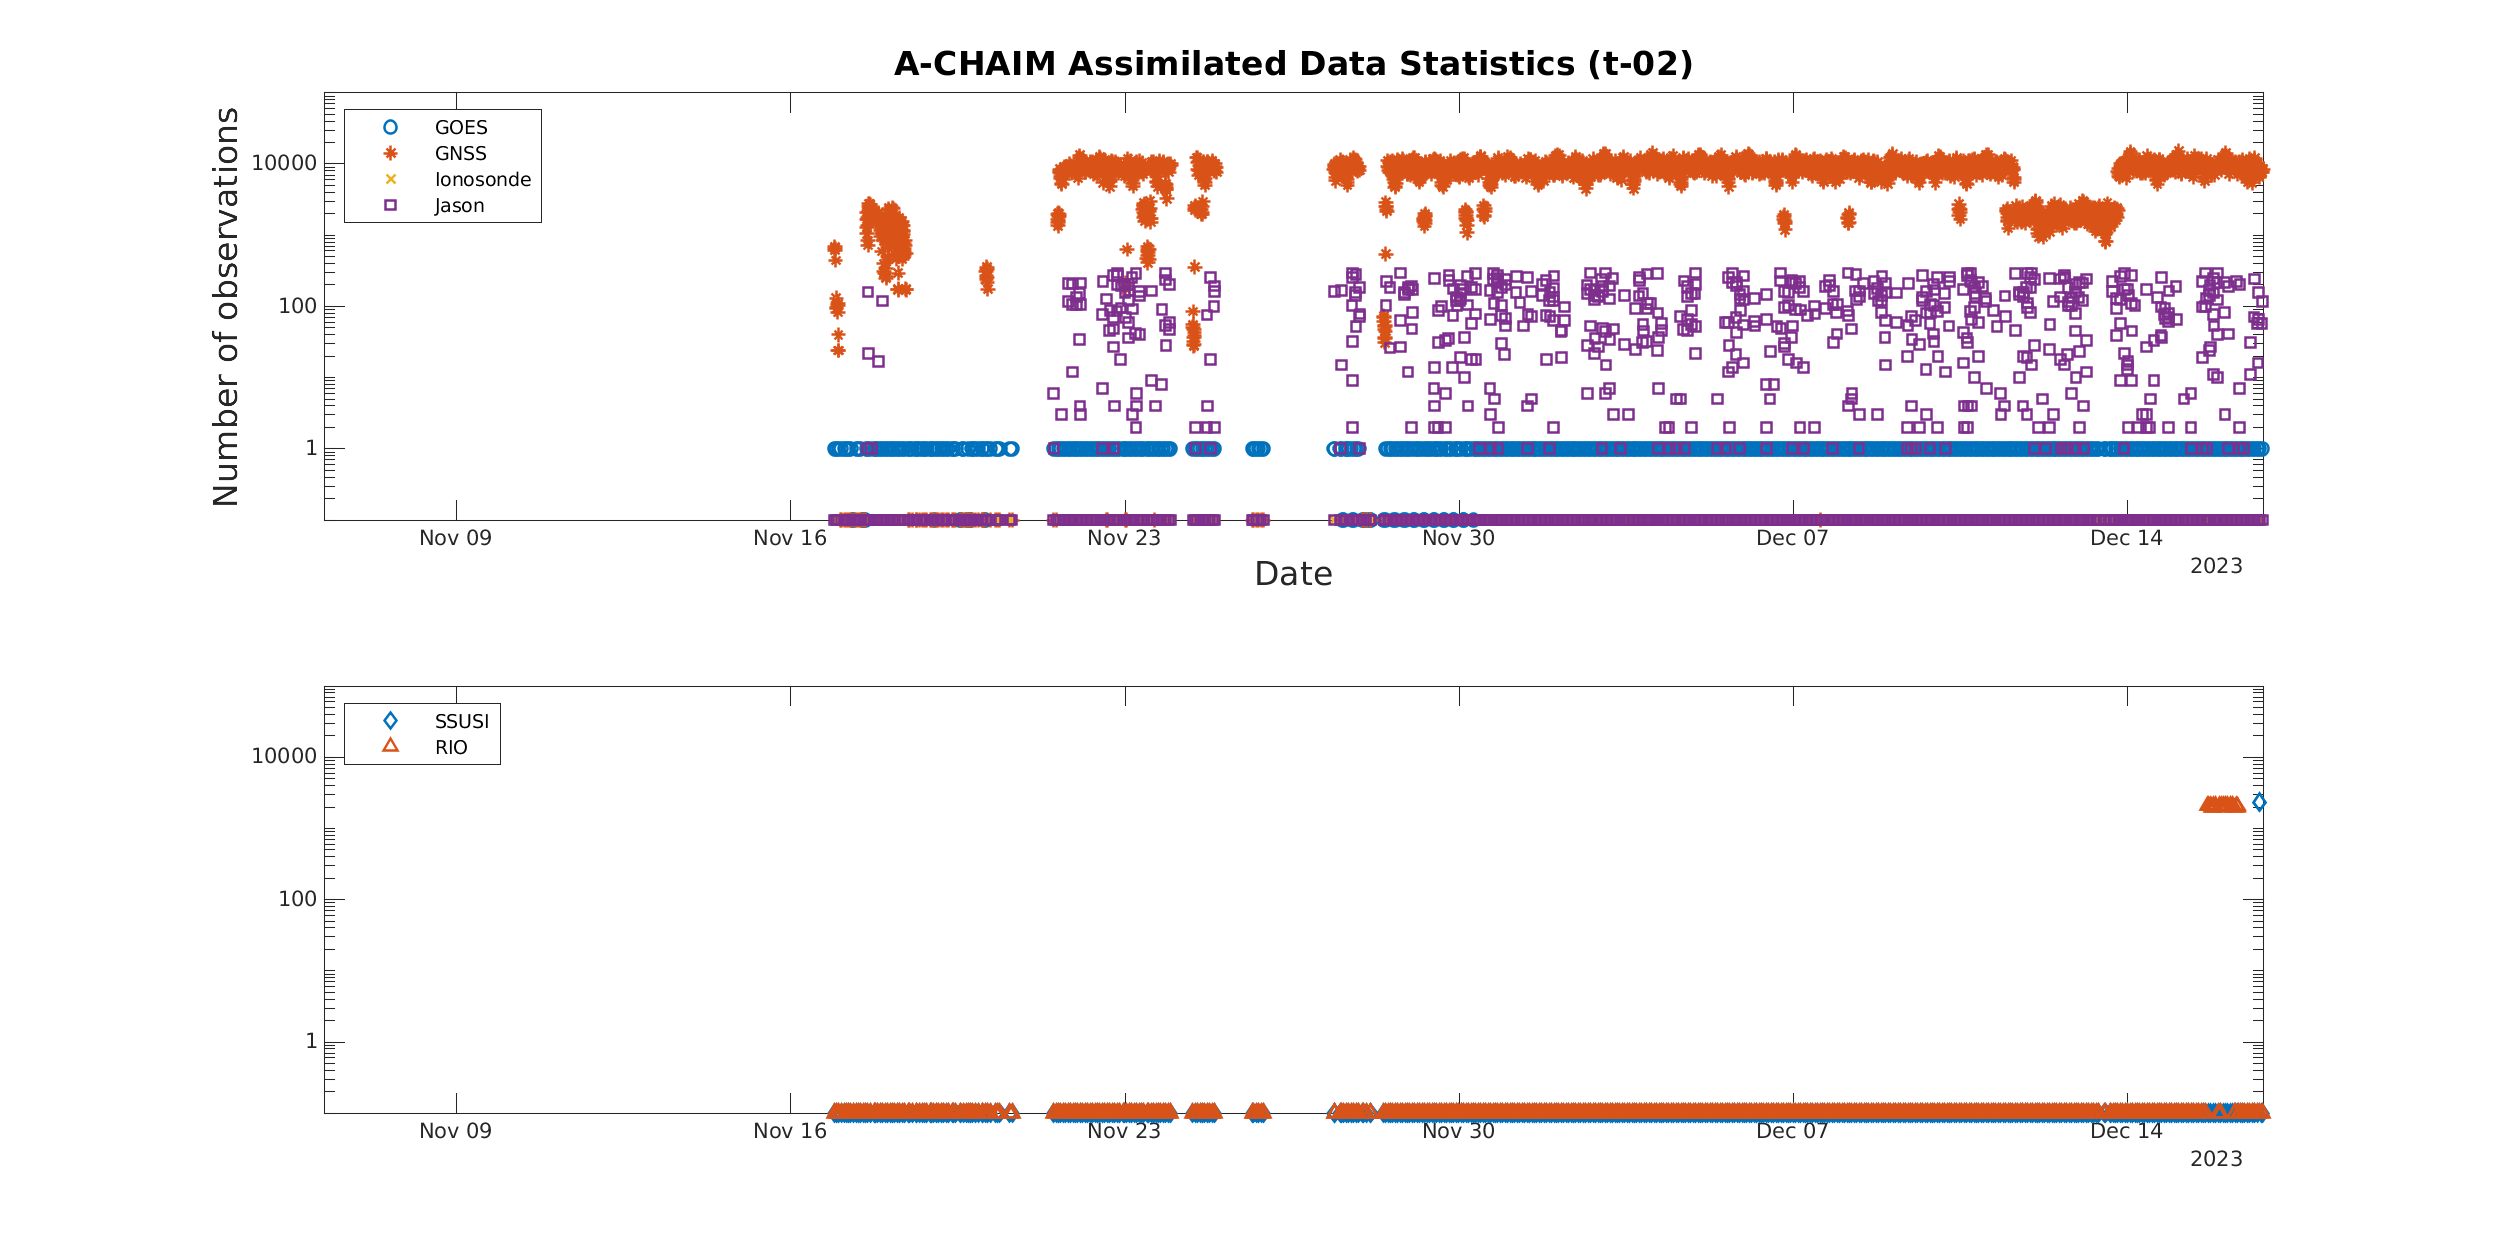 A-CHAIM Assimilated Data Statistics (t-02)
Number of observations
10000
100
1
GOES
GNSS
Ionosonde
Jason
Nov 09
Nov 16
Nov 23
Nov 30
Dec 07
Dec 14
2023
Date
10000
100
1
SSUSI
RIO
Nov 09
Nov 16
Nov 23
Nov 30
Dec 07
Dec 14
2023